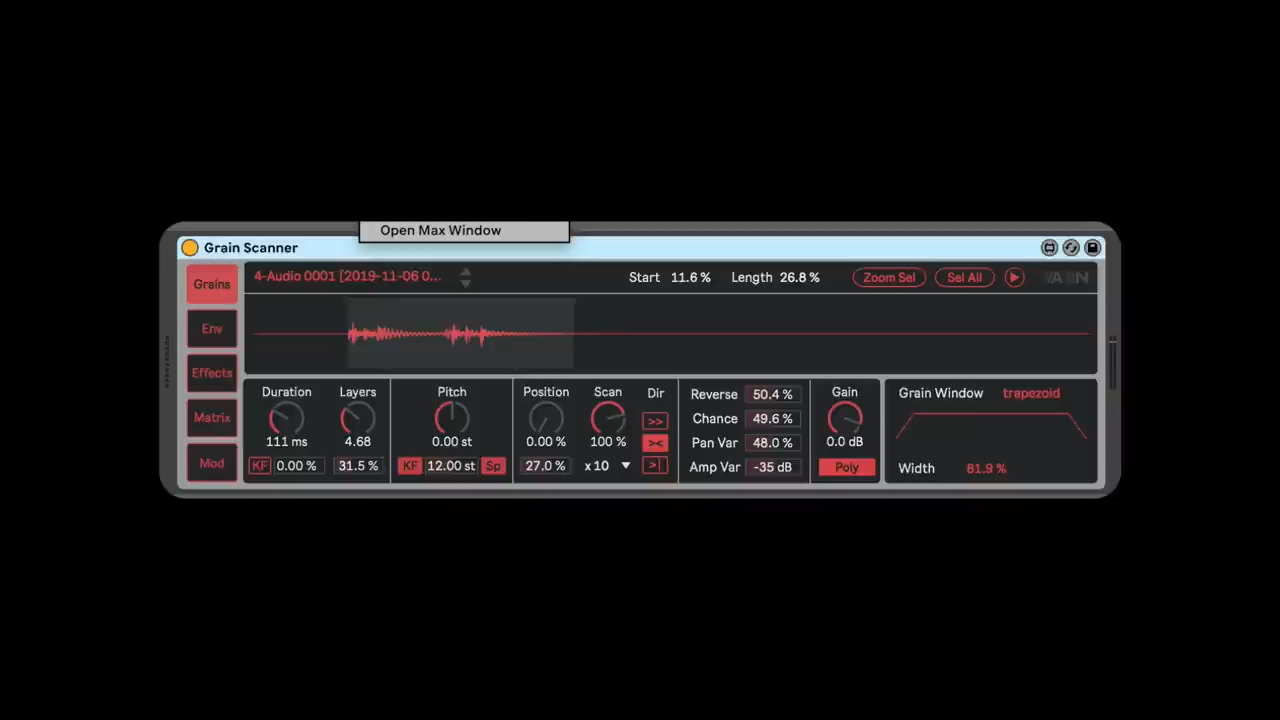 Open Max Window
Grain Scanner
Grains
4-Audio 0001 [2019-11-06 0...
Start 11.6 % Length 26.8 %
Zoom Sel
Sel All
Env
Effects
Matrix
Mod
Duration Layers
111 ms 4.68
KF 0.00 % 31.5 %
Pitch
0.00 st
KF 12.00 st Sp
Position Scan Dir
>>
0.00 % 100 % ><
27.0 % x10 >|
Reverse 50.4 %
Chance 49.6 %
Pan Var 48.0 %
Amp Var -35 dB
Gain
0.0 dB
Poly
Grain Window trapezoid
Width 81.9 %